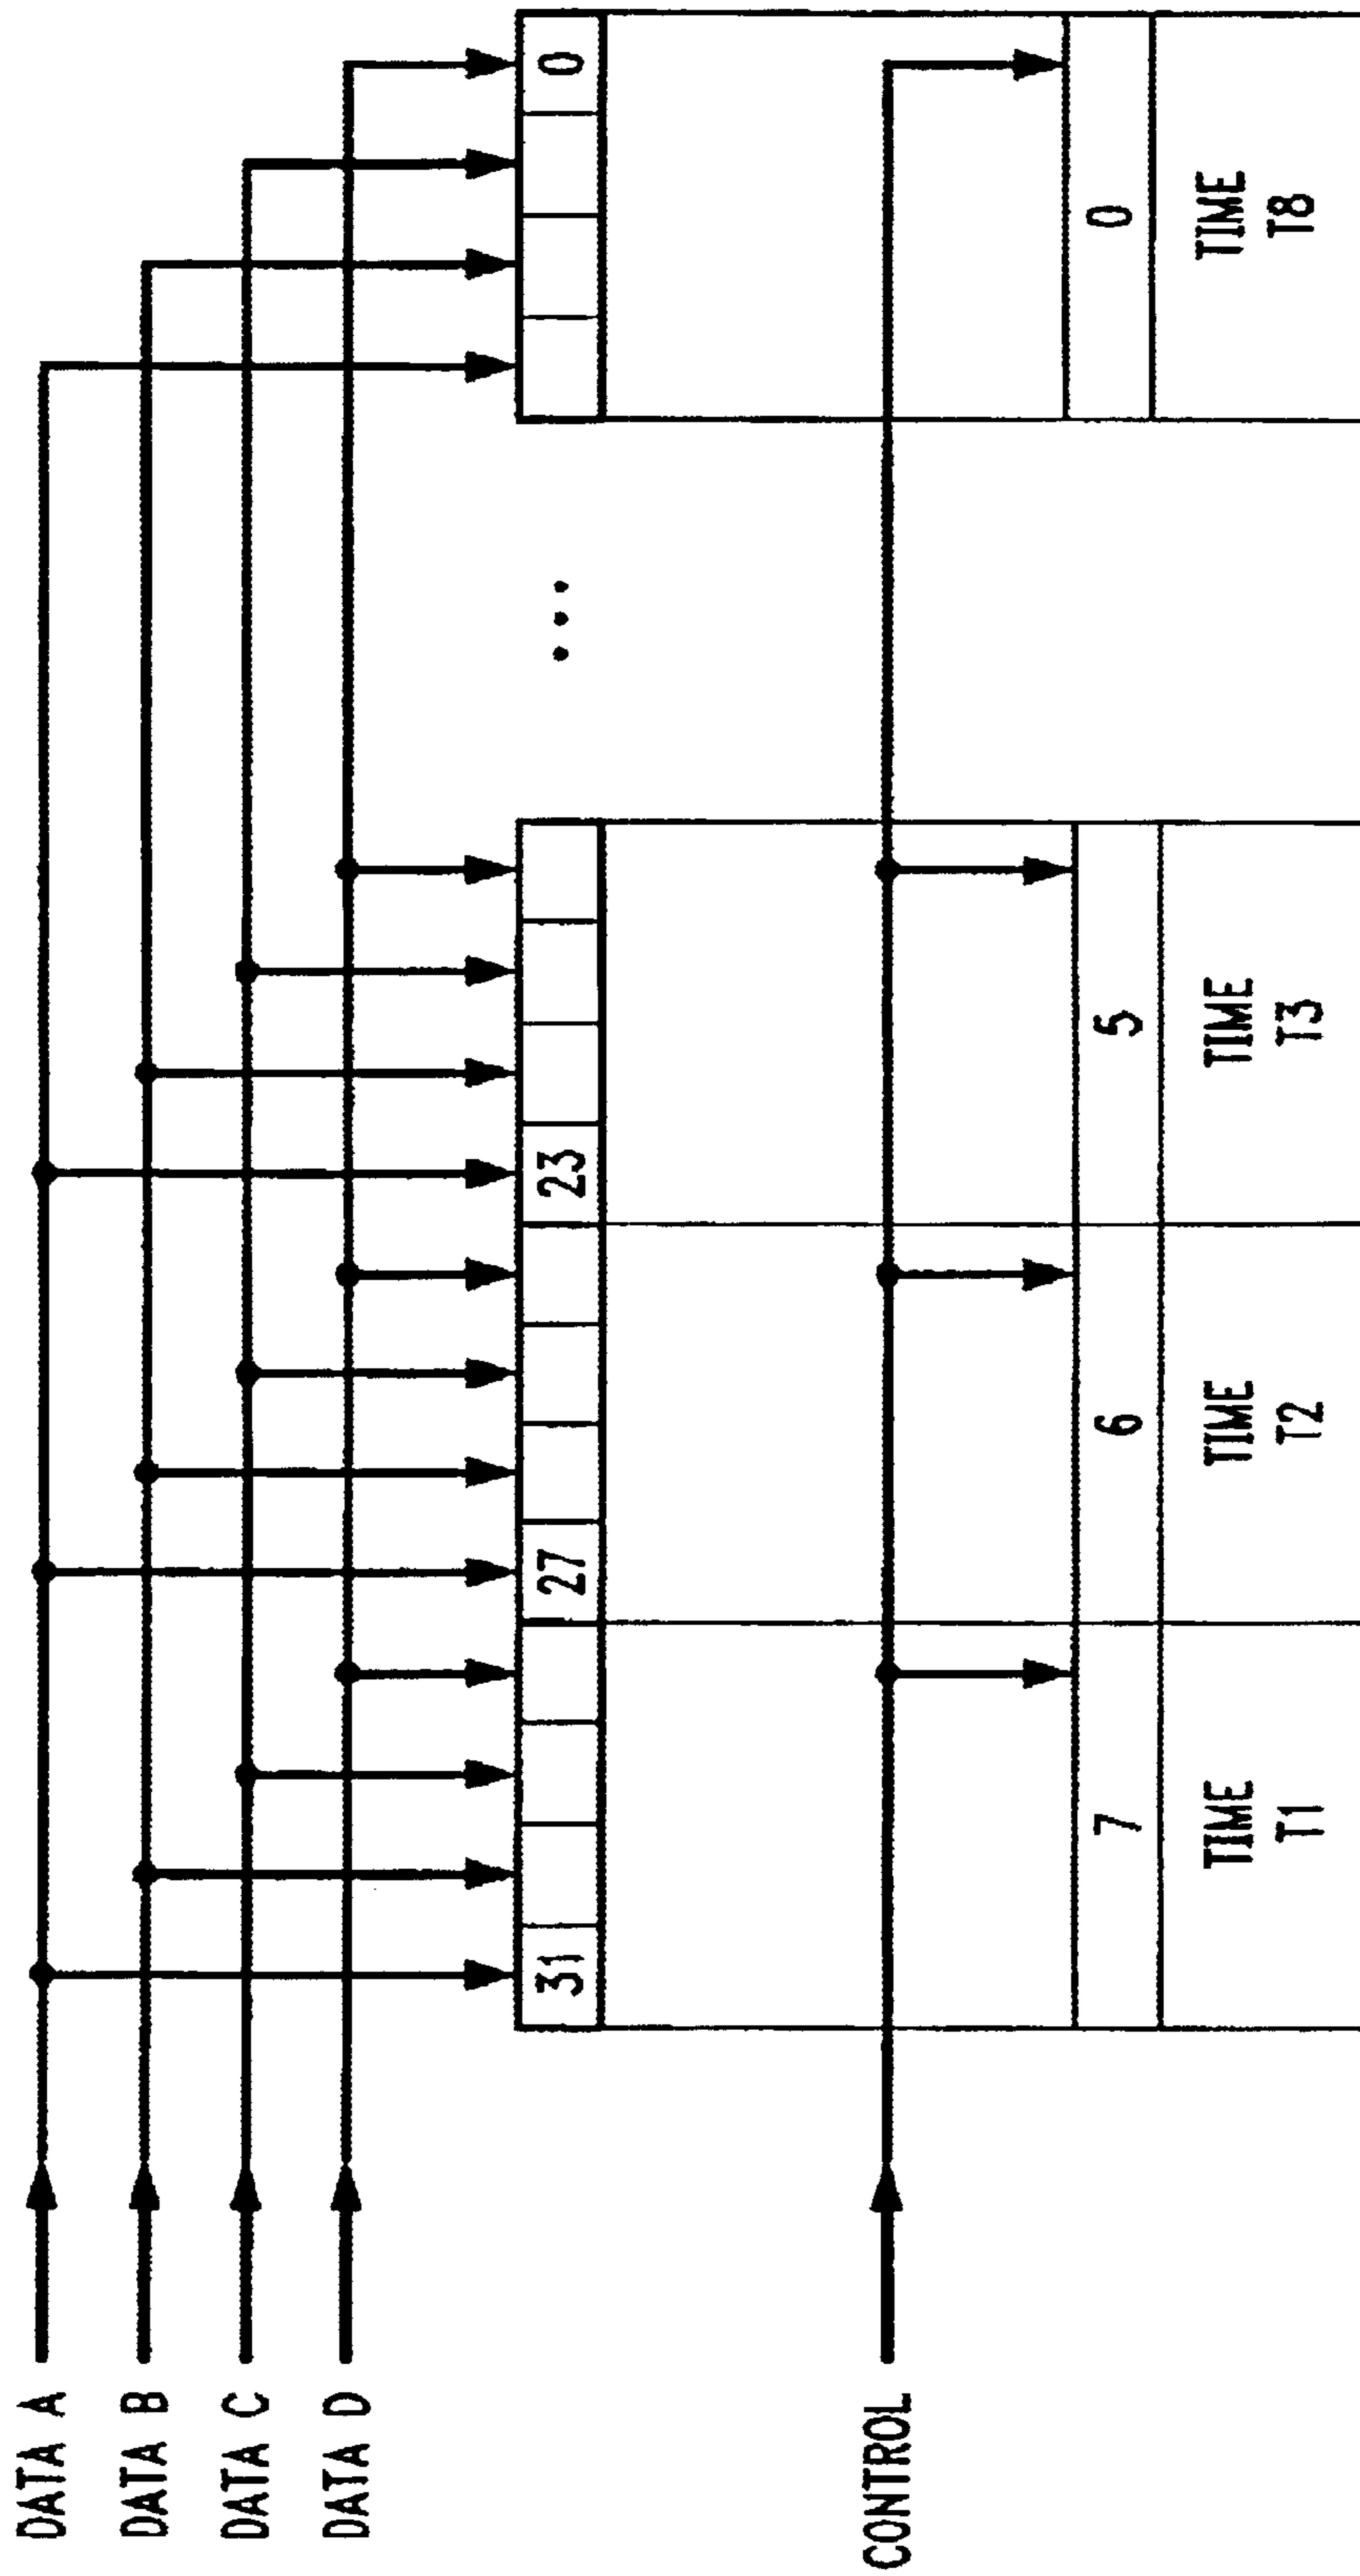 DATA A
DATA B
DATA C
DATA D
31
27
23
...
0
CONTROL
7
6
5
0
TIME
T1
TIME
T2
TIME
T3
TIME
T8